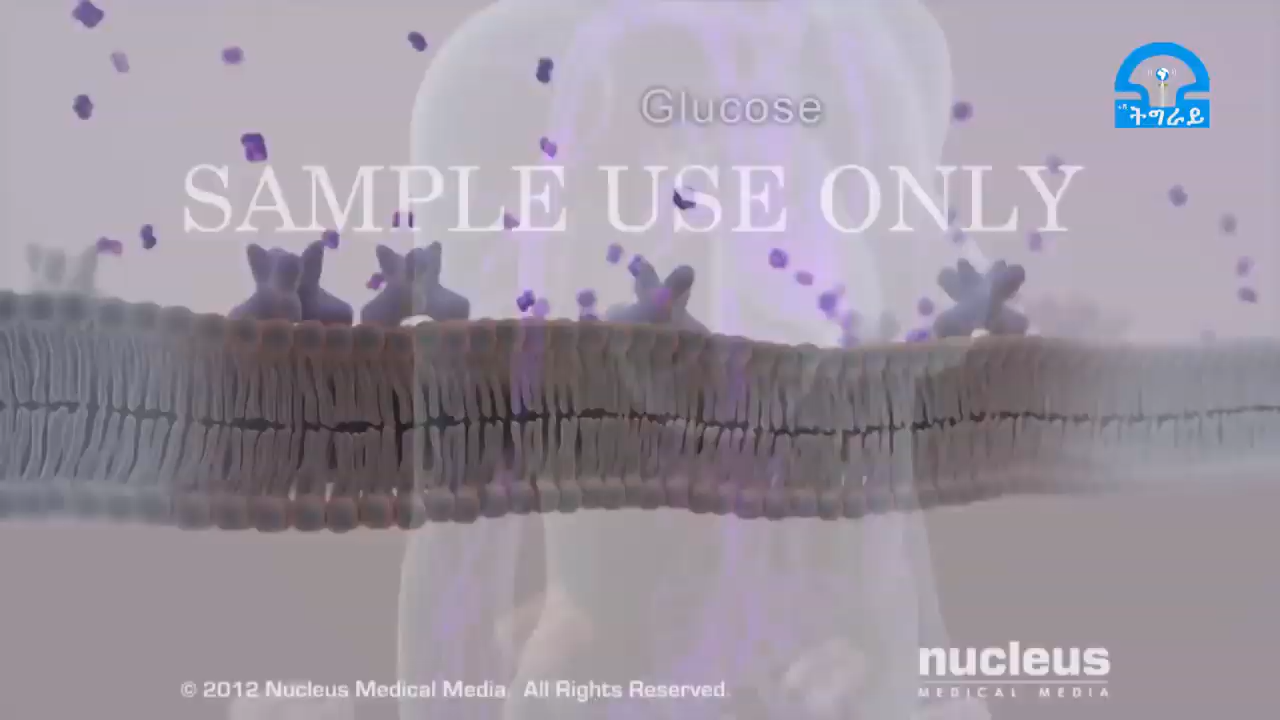 Glucose
ትግራይ
SAMPLE USE ONLY
nucleus
MEDICAL MEDIA
© 2012 Nucleus Medical Media. All Rights Reserved.